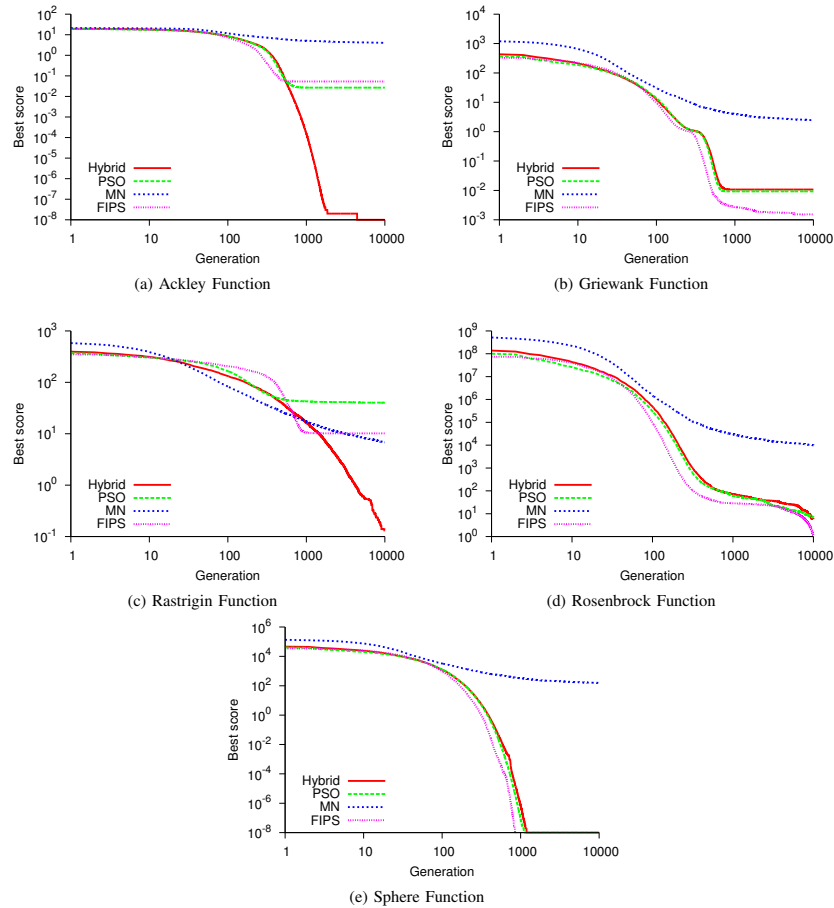 10^2
10^1
10^0
10^-1
10^-2
10^-3
10^-4
10^-5
10^-6
10^-7
10^-8
Best score
Hybrid
PSO
MN
FIPS
1 10 100 1000 10000
Generation
(a) Ackley Function
10^4
10^3
10^2
10^1
10^0
10^-1
10^-2
10^-3
Best score
Hybrid
PSO
MN
FIPS
1 10 100 1000 10000
Generation
(b) Griewank Function
10^3
10^2
10^1
10^0
10^-1
Best score
Hybrid
PSO
MN
FIPS
1 10 100 1000 10000
Generation
(c) Rastrigin Function
10^9
10^8
10^7
10^6
10^5
10^4
10^3
10^2
10^1
10^0
Best score
Hybrid
PSO
MN
FIPS
1 10 100 1000 10000
Generation
(d) Rosenbrock Function
10^6
10^4
10^2
10^0
10^-2
10^-4
10^-6
10^-8
Best score
Hybrid
PSO
MN
FIPS
1 10 100 1000 10000
Generation
(e) Sphere Function